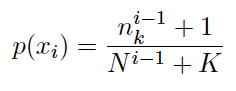 p(x_i) = \frac{n_k^{i-1} + 1}{N^{i-1} + K}